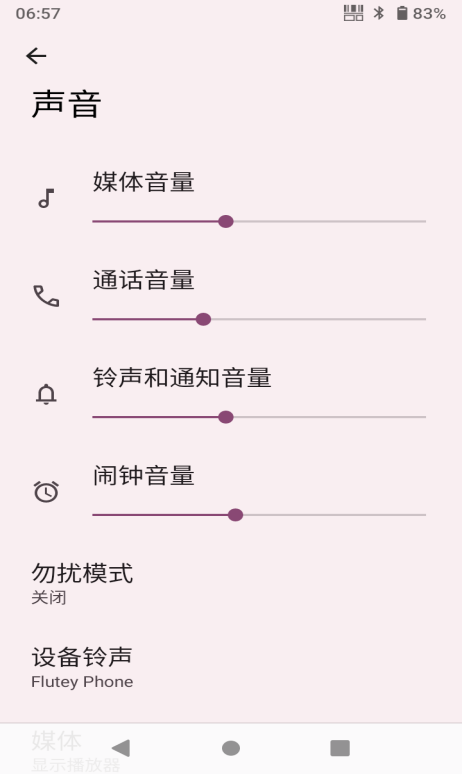 06:57
83%
声音
媒体音量
通话音量
铃声和通知音量
闹钟音量
勿扰模式
关闭
设备铃声
Flutey Phone
媒体
显示播放器